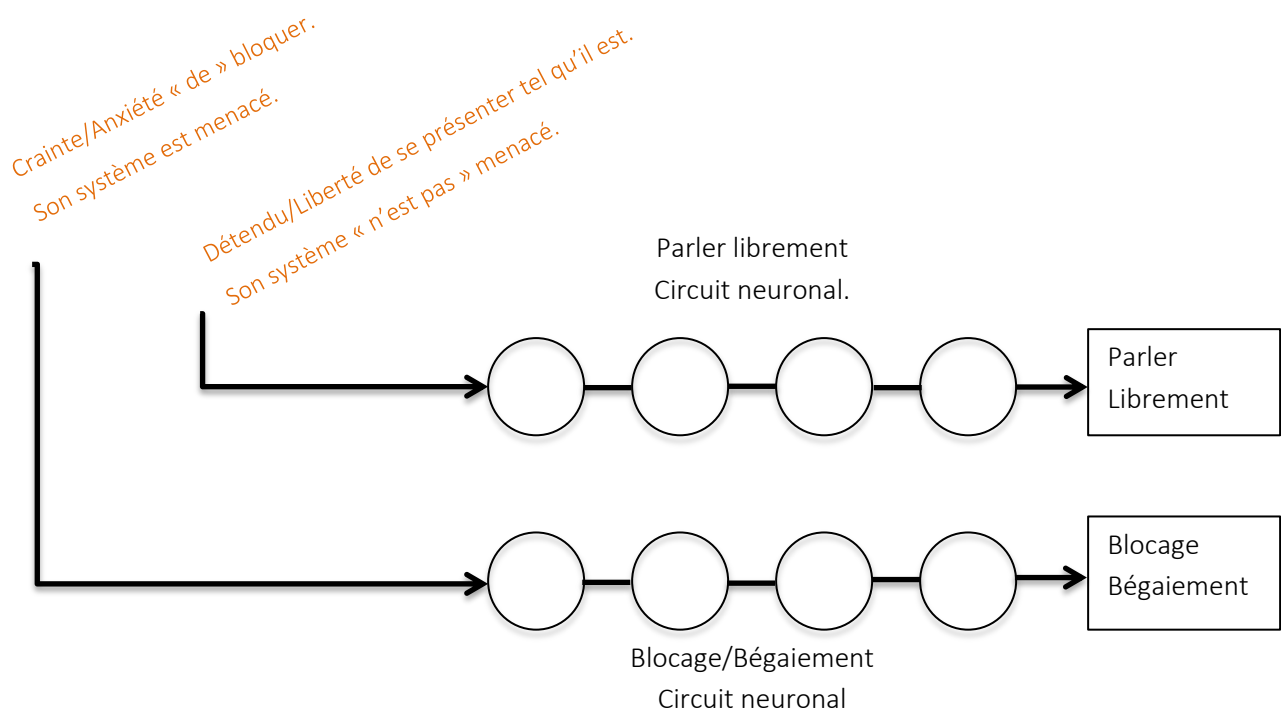 Crainte/Anxiété « de » bloquer.
Son système est menacé.
Détendu/Liberté de se présenter tel qu’il est.
Son système « n’est pas » menacé.
Parler librement
Circuit neuronal.
Parler
Librement
Blocage
Bégaiement
Blocage/Bégaiement
Circuit neuronal